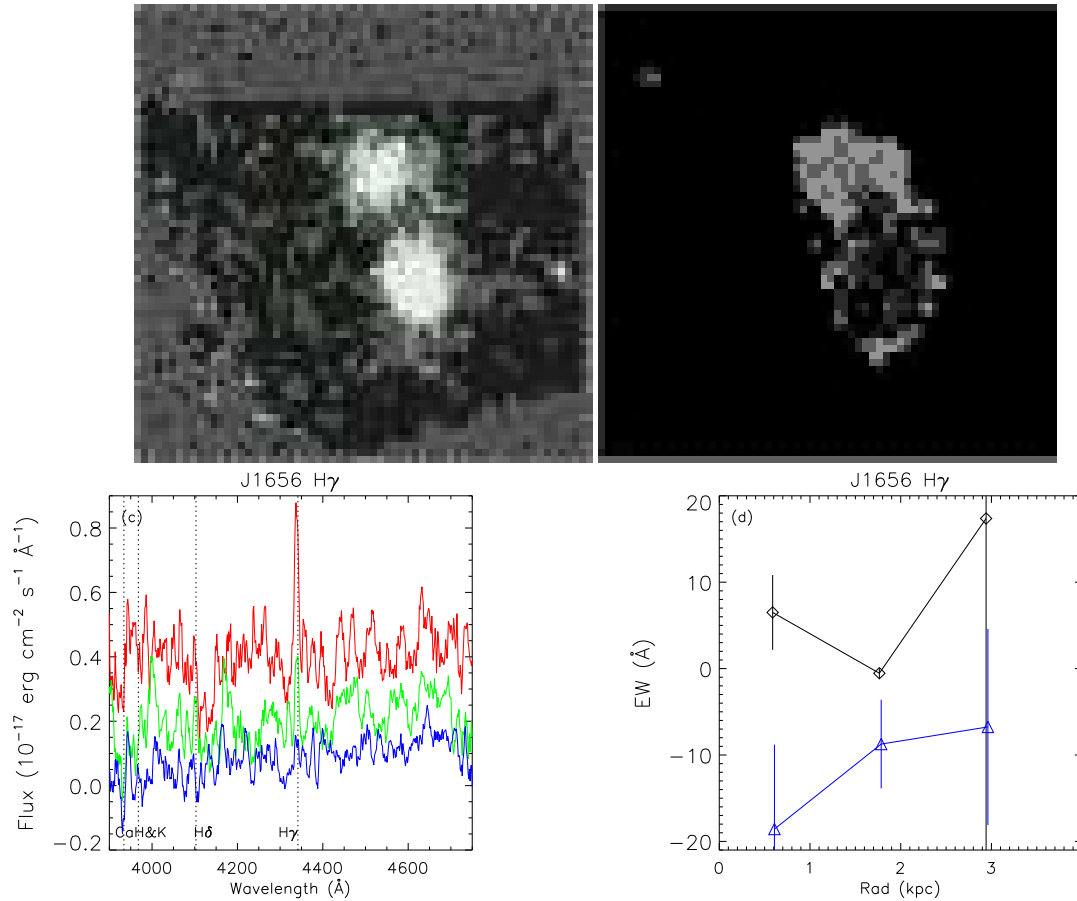 J1656 Hγ
(c)
0.8
0.6
0.4
0.2
0.0
−0.2
Flux (10⁻¹⁷ erg cm⁻² s⁻¹ Å⁻¹)
CaH&K
Hδ
Hγ
4000
4200
4400
4600
Wavelength (Å)
J1656 Hγ
(d)
20
10
0
−10
−20
EW (Å)
0
1
2
3
Rad (kpc)